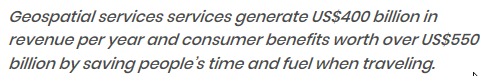 Geospatial services services generate US$400 billion in
revenue per year and consumer benefits worth over US$550
billion by saving people's time and fuel when traveling.